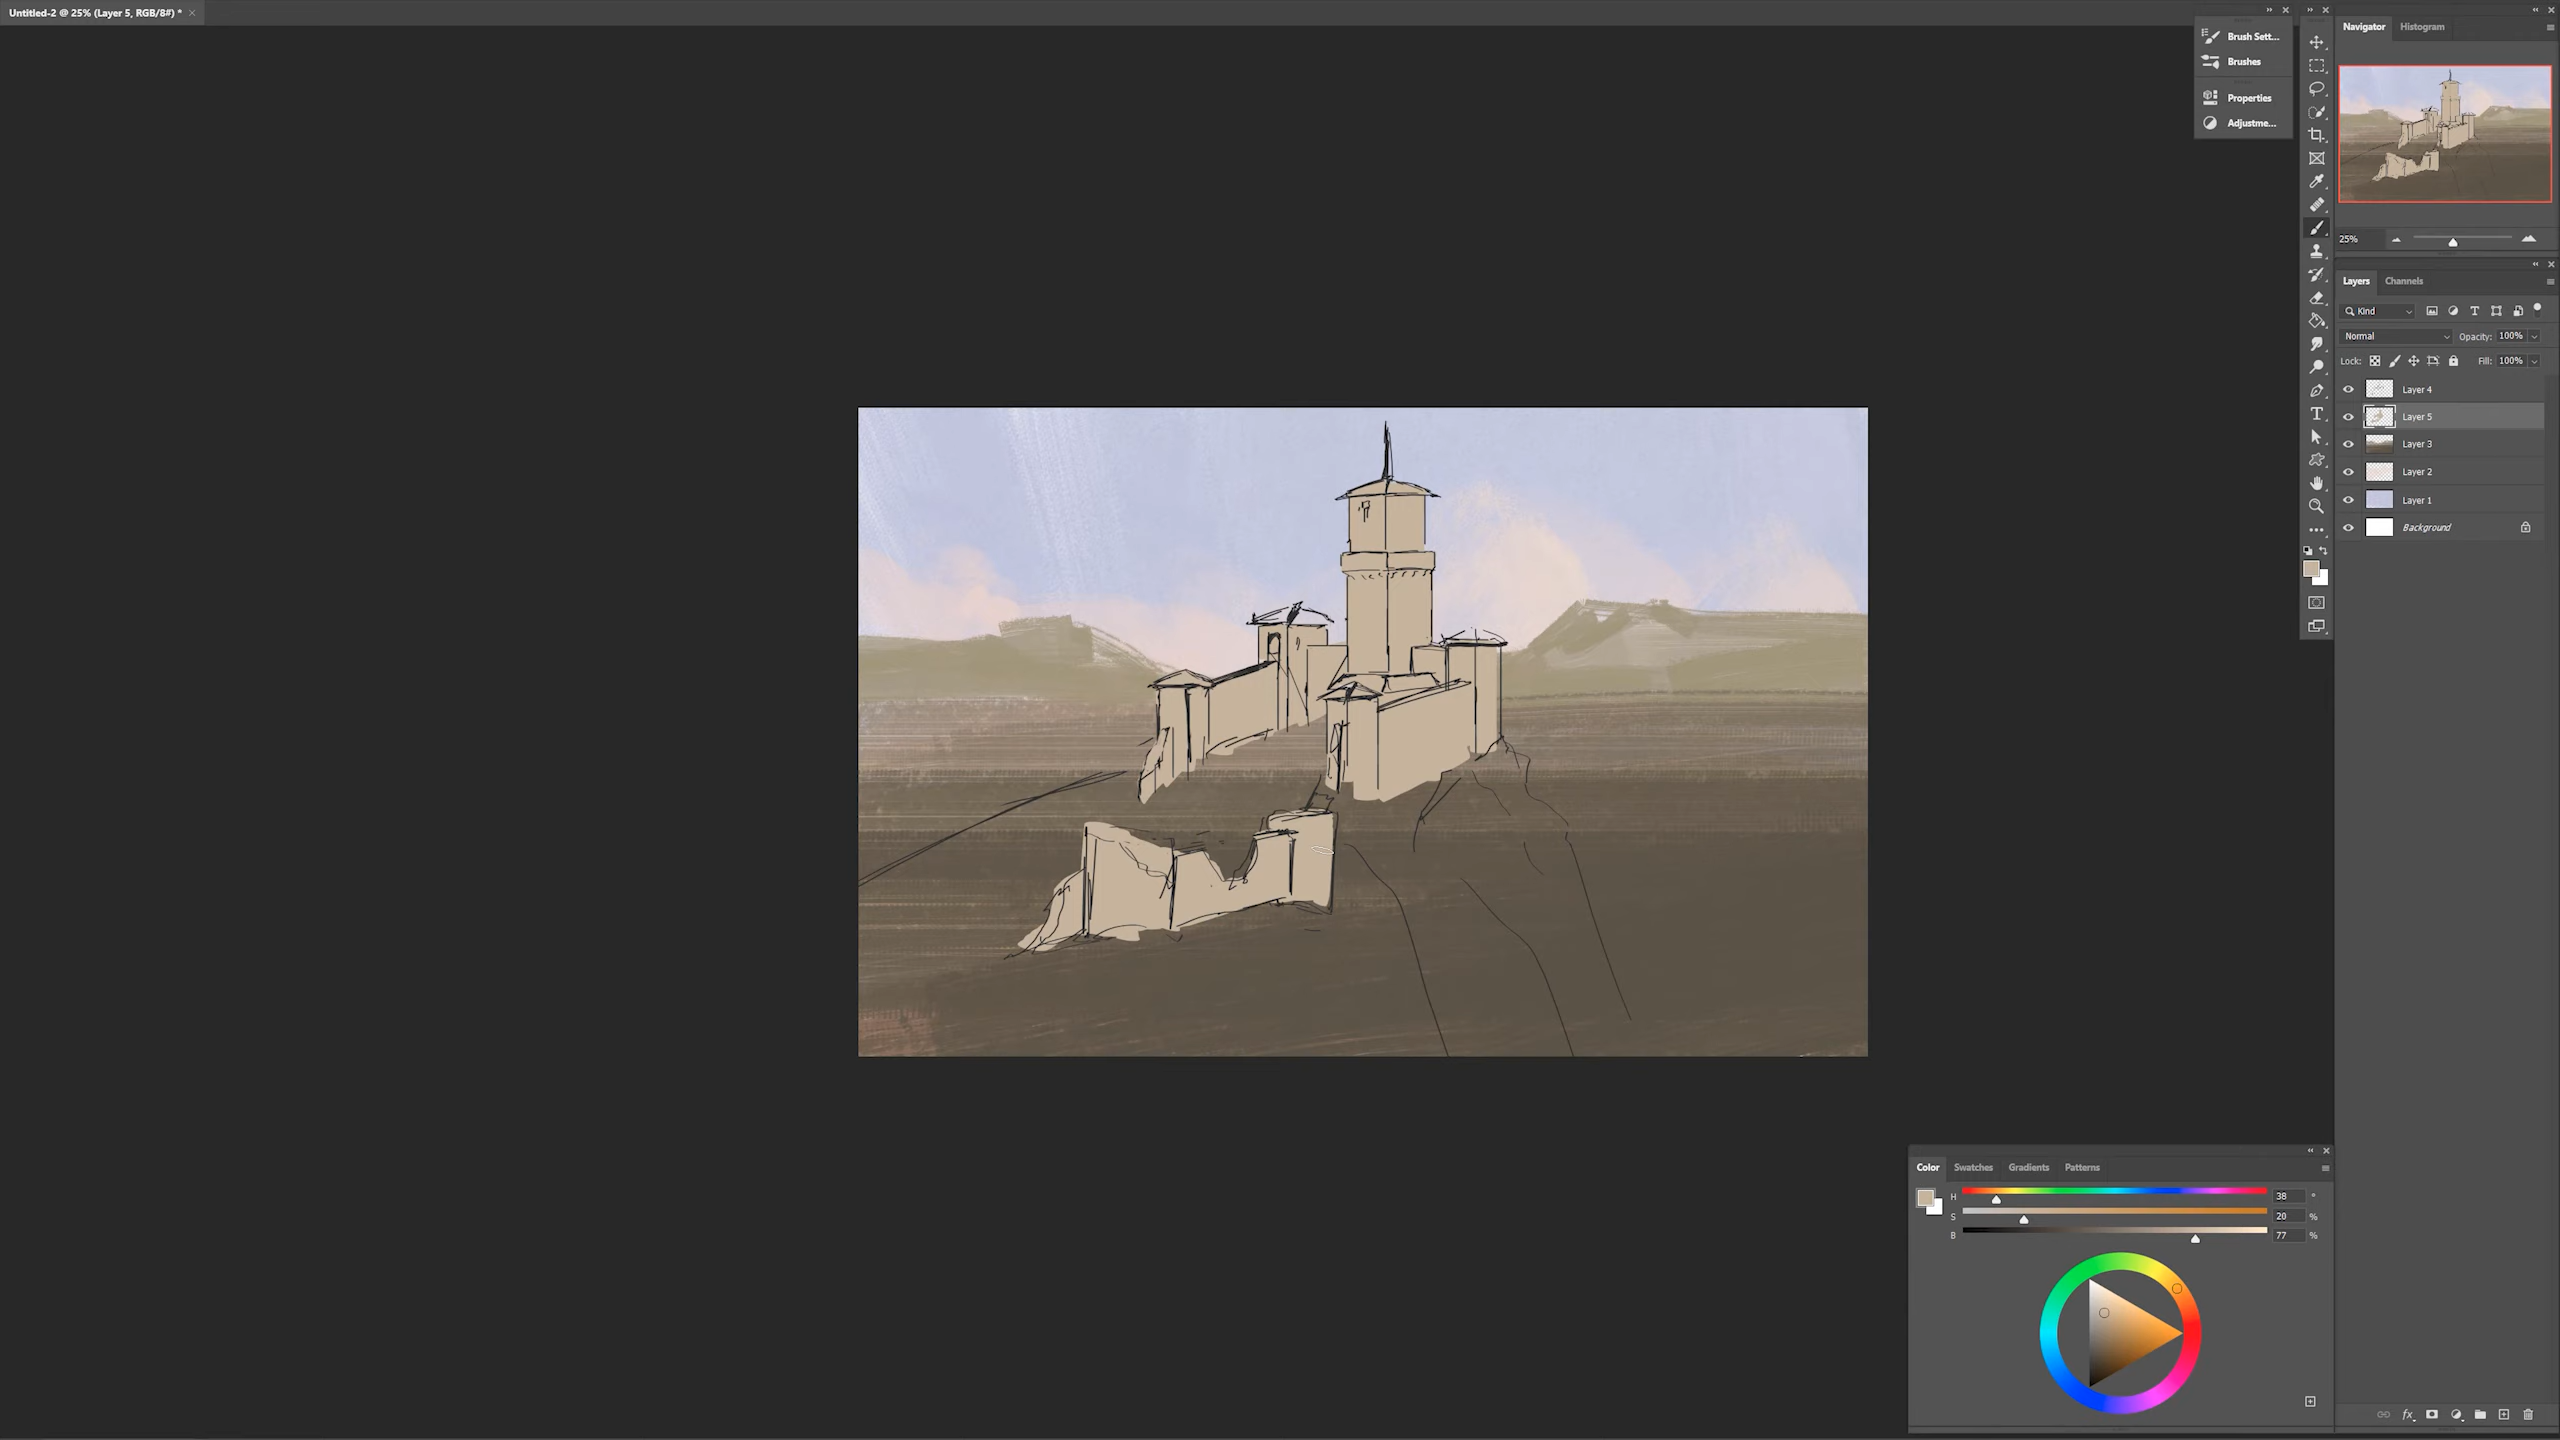 Untitled-2 @ 25% (Layer 5, RGB/8#) *
Brush Sett...
Brushes
Properties
Adjustme...
Navigator Histogram
25%
Layers Channels
Kind
Normal Opacity: 100%
Lock: Fill: 100%
Layer 4
Layer 5
Layer 3
Layer 2
Layer 1
Background
Color Swatches Gradients Patterns
H 38 °
S 20 %
B 77 %
fx